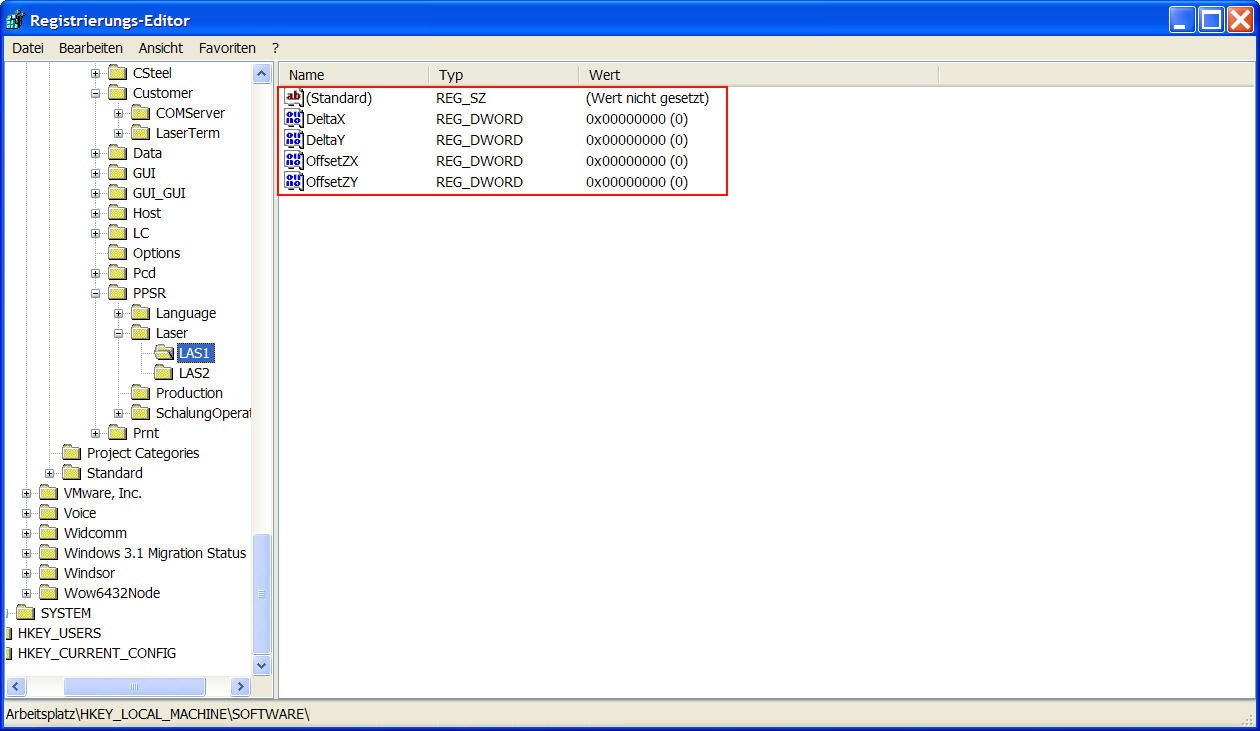 Registrierungs-Editor
Datei Bearbeiten Ansicht Favoriten ?
CSteel
Customer
COMServer
LaserTerm
Data
GUI
GUI_GUI
Host
LC
Options
Pcd
PPSR
Language
Laser
LAS1
LAS2
Production
SchalungOperat
Prnt
Project Categories
Standard
VMware, Inc.
Voice
Widcomm
Windows 3.1 Migration Status
Windsor
Wow6432Node
SYSTEM
HKEY_USERS
HKEY_CURRENT_CONFIG
Name Typ Wert
(Standard) REG_SZ (Wert nicht gesetzt)
DeltaX REG_DWORD 0x00000000 (0)
DeltaY REG_DWORD 0x00000000 (0)
OffsetZX REG_DWORD 0x00000000 (0)
OffsetZY REG_DWORD 0x00000000 (0)
Arbeitsplatz\HKEY_LOCAL_MACHINE\SOFTWARE\